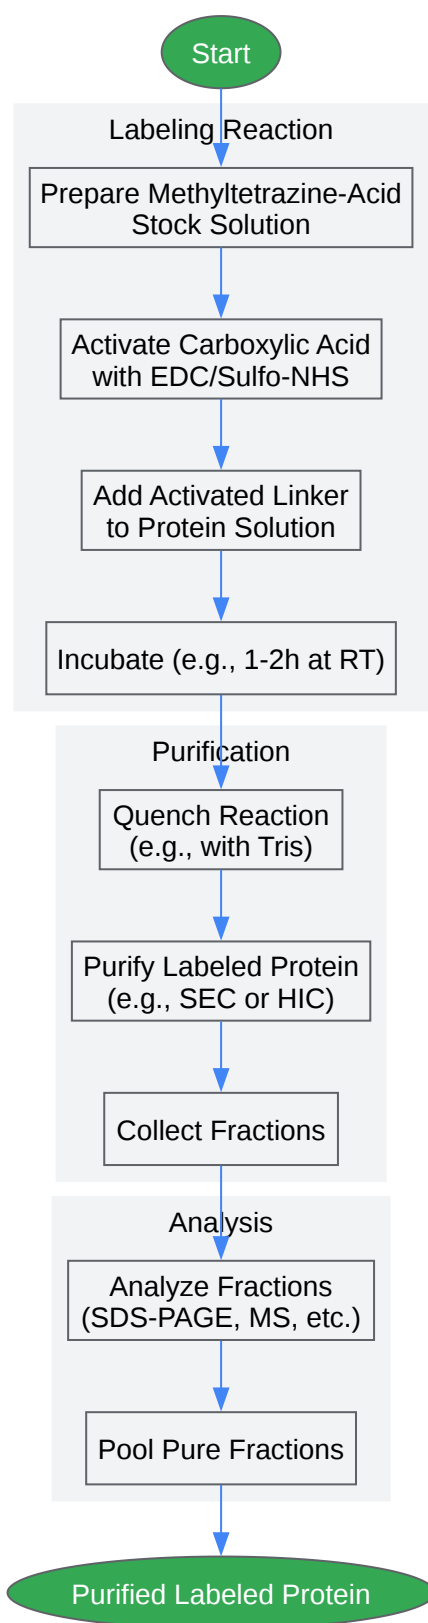 Start
Labeling Reaction
Prepare Methyltetrazine-Acid
Stock Solution
Activate Carboxylic Acid
with EDC/Sulfo-NHS
Add Activated Linker
to Protein Solution
Incubate (e.g., 1-2h at RT)
Purification
Quench Reaction
(e.g., with Tris)
Purify Labeled Protein
(e.g., SEC or HIC)
Collect Fractions
Analysis
Analyze Fractions
(SDS-PAGE, MS, etc.)
Pool Pure Fractions
Purified Labeled Protein